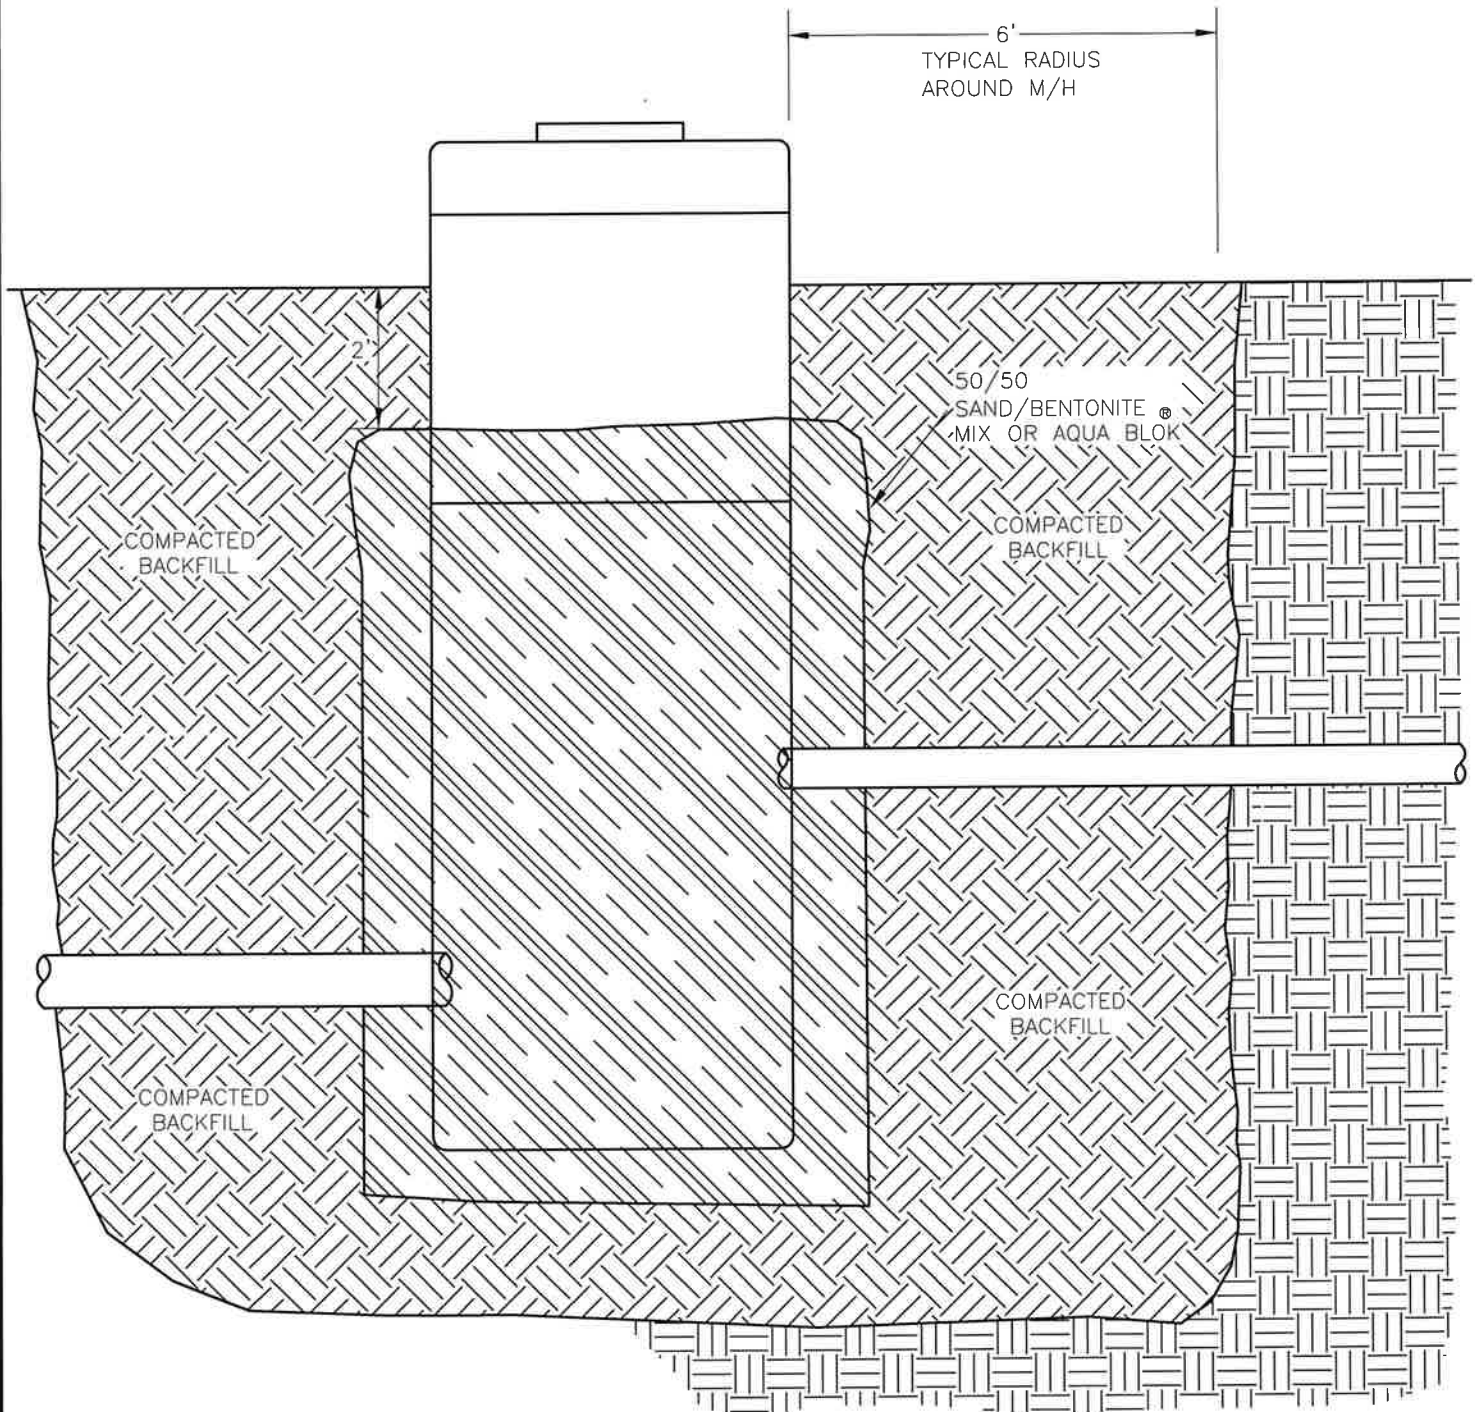 6'
TYPICAL RADIUS
AROUND M/H
2'
50/50
SAND/BENTONITE ®
MIX OR AQUA BLOK
COMPACTED
BACKFILL
COMPACTED
BACKFILL
COMPACTED
BACKFILL
COMPACTED
BACKFILL